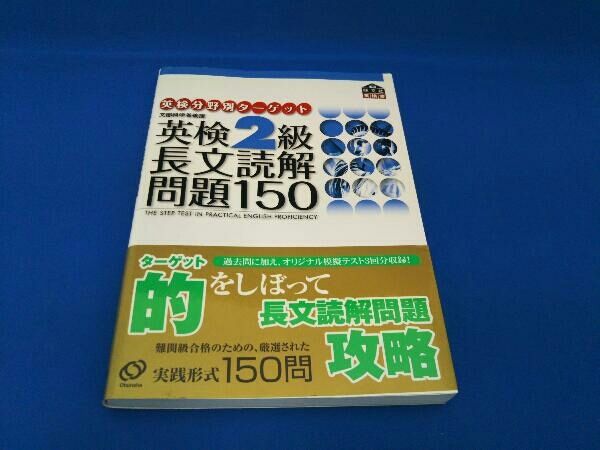 英検分野別ターゲット
文部科学省後援
英検2級
長文読解
問題150
THE STEP TEST IN PRACTICAL ENGLISH PROFICIENCY
過去問に加え、オリジナル模擬テスト3回分収録!
ターゲット
的をしぼって
長文読解問題
攻略
難関級合格のための、厳選された
実践形式150問
Obunsha